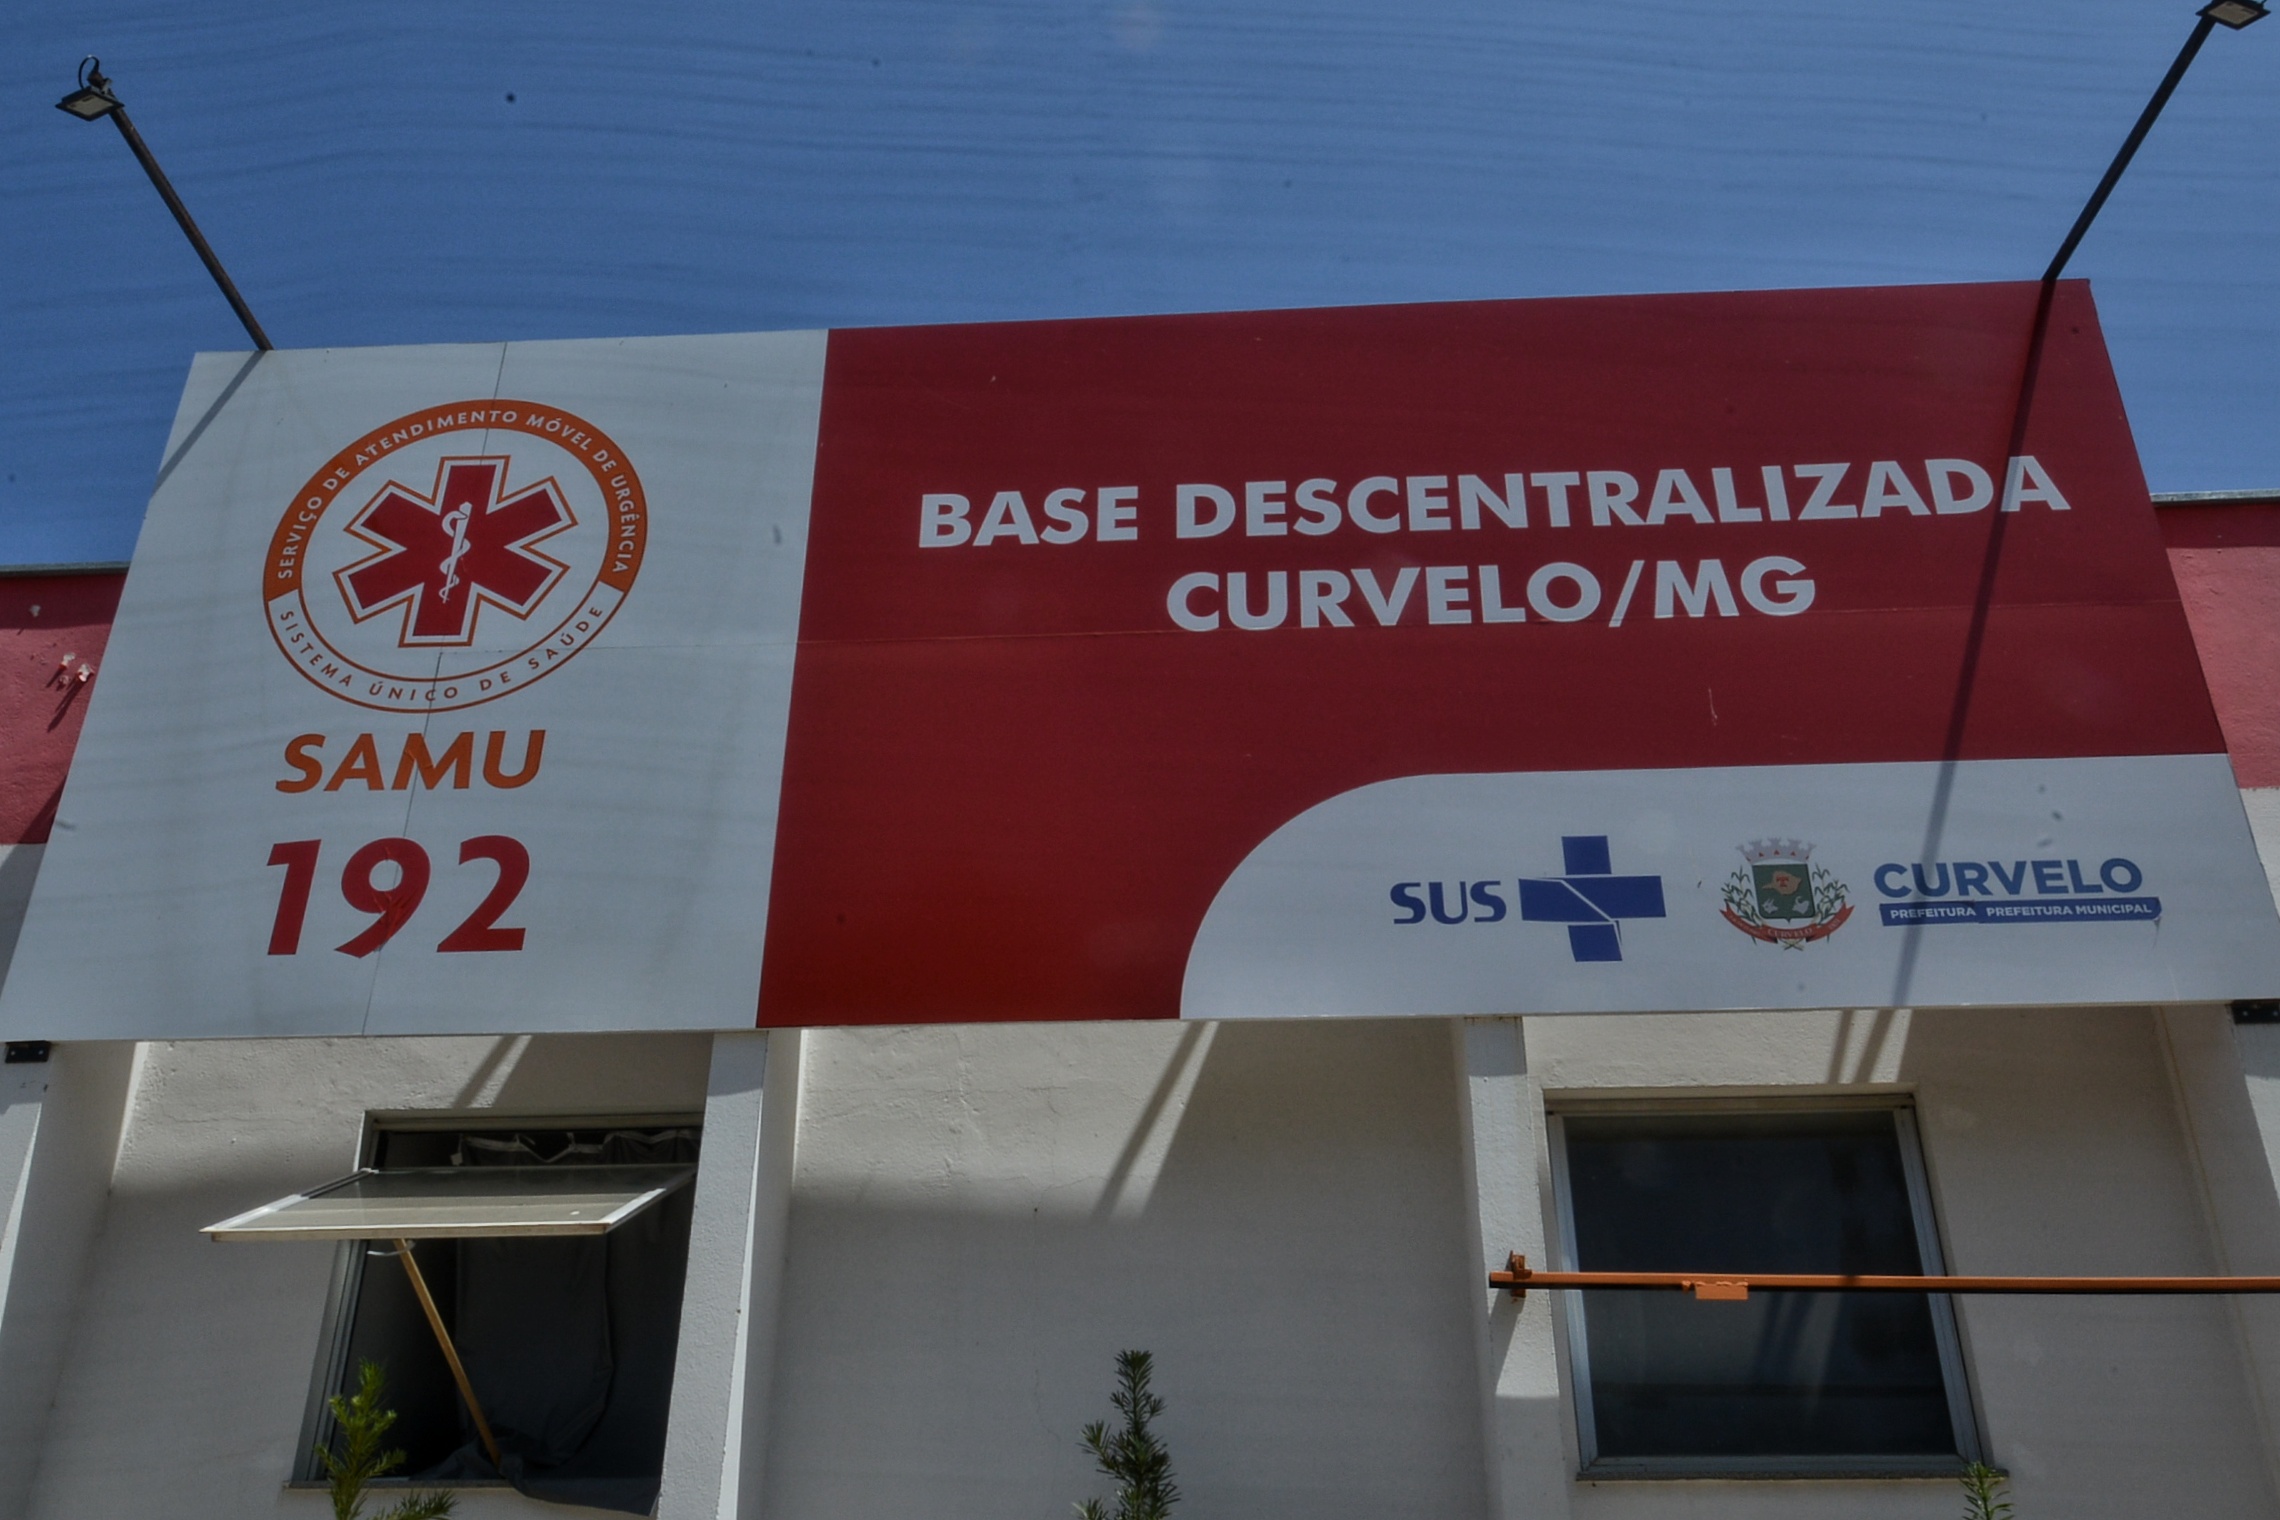 SERVIÇO DE ATENDIMENTO MÓVEL DE URGÊNCIA
SISTEMA ÚNICO DE SAÚDE
SAMU
192
BASE DESCENTRALIZADA
CURVELO/MG
SUS
CURVELO
CURVELO
PREFEITURA PREFEITURA MUNICIPAL